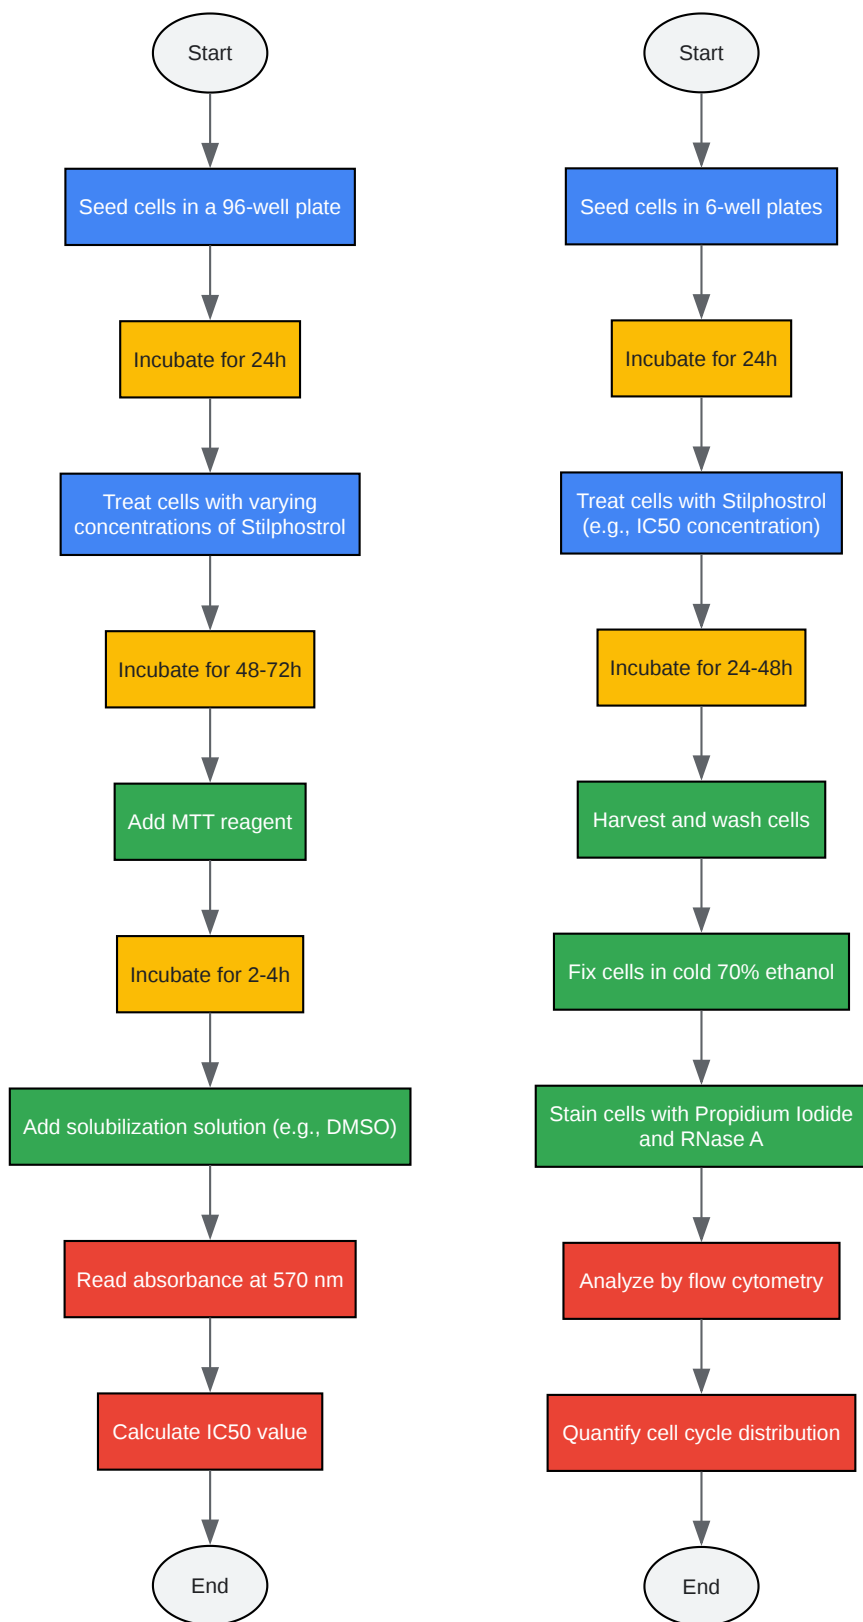 Start
Seed cells in a 96-well plate
Incubate for 24h
Treat cells with varying
concentrations of Stilphostrol
Incubate for 48-72h
Add MTT reagent
Incubate for 2-4h
Add solubilization solution (e.g., DMSO)
Read absorbance at 570 nm
Calculate IC50 value
End
Start
Seed cells in 6-well plates
Incubate for 24h
Treat cells with Stilphostrol
(e.g., IC50 concentration)
Incubate for 24-48h
Harvest and wash cells
Fix cells in cold 70% ethanol
Stain cells with Propidium Iodide
and RNase A
Analyze by flow cytometry
Quantify cell cycle distribution
End